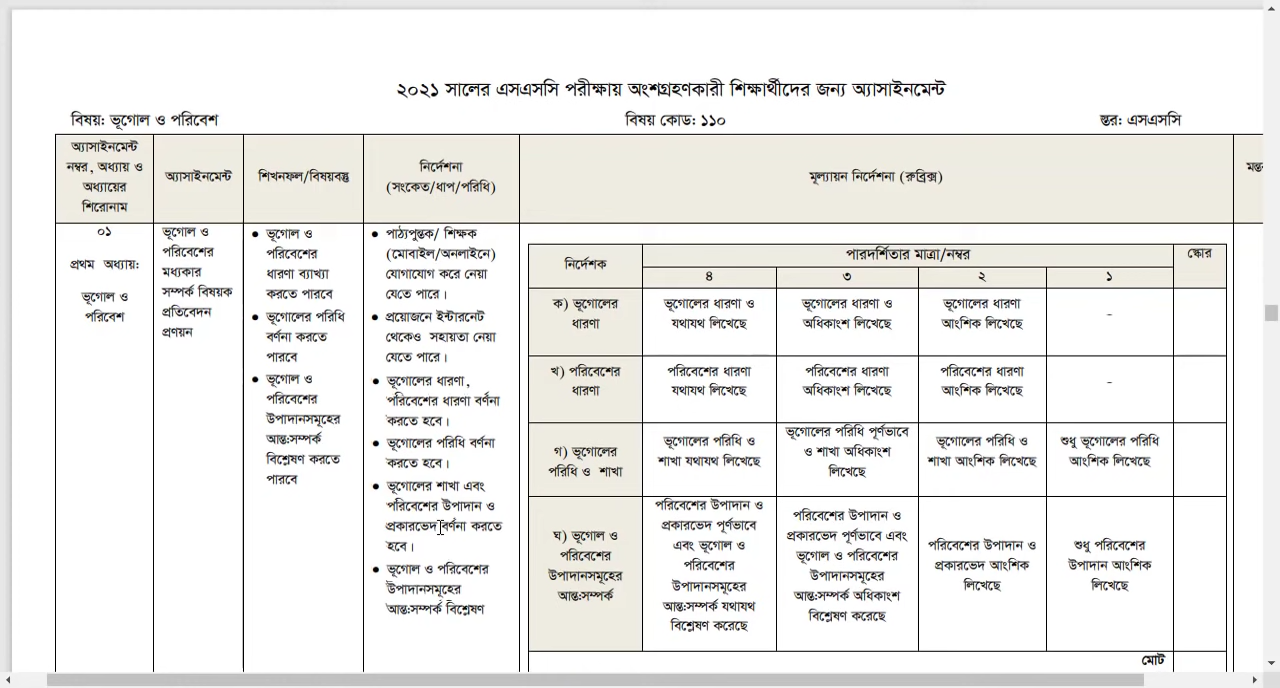 ২০২১ সালের এসএসসি পরীক্ষায় অংশগ্রহণকারী শিক্ষার্থীদের জন্য অ্যাসাইনমেন্ট
বিষয়: ভূগোল ও পরিবেশ
বিষয় কোড: ১১০
স্তর: এসএসসি
অ্যাসাইনমেন্ট
নম্বর, অধ্যায় ও
অধ্যায়ের
শিরোনাম
অ্যাসাইনমেন্ট
শিখনফল/বিষয়বস্তু
নির্দেশনা
(সংকেত/ধাপ/পরিধি)
মূল্যায়ন নির্দেশনা (রুব্রিক্স)
০১
প্রথম অধ্যায়:
ভূগোল ও
পরিবেশ
ভূগোল ও
পরিবেশের
মধ্যকার
সম্পর্ক বিষয়ক
প্রতিবেদন
প্রণয়ন
• ভূগোল ও
পরিবেশের
ধারণা ব্যাখ্যা
করতে পারবে
• ভূগোলের পরিধি
বর্ণনা করতে
পারবে
• ভূগোল ও
পরিবেশের
উপাদানসমূহের
আন্ত:সম্পর্ক
বিশ্লেষণ করতে
পারবে
• পাঠ্যপুস্তক/ শিক্ষক
(মোবাইল/অনলাইনে)
যোগাযোগ করে নেয়া
যেতে পারে।
• প্রয়োজনে ইন্টারনেট
থেকেও সহায়তা নেয়া
যেতে পারে।
• ভূগোলের ধারণা,
পরিবেশের ধারণা বর্ণনা
করতে হবে।
• ভূগোলের পরিধি বর্ণনা
করতে হবে।
• ভূগোলের শাখা এবং
পরিবেশের উপাদান ও
প্রকারভেদ বর্ণনা করতে
হবে।
• ভূগোল ও পরিবেশের
উপাদানসমূহের
আন্ত:সম্পর্ক বিশ্লেষণ
নির্দেশক
পারদর্শিতার মাত্রা/নম্বর
স্কোর
৪
৩
২
১
ক) ভূগোলের
ধারণা
ভূগোলের ধারণা ও
যথাযথ লিখেছে
ভূগোলের ধারণা ও
অধিকাংশ লিখেছে
ভূগোলের ধারণা
আংশিক লিখেছে
-
খ) পরিবেশের
ধারণা
পরিবেশের ধারণা
যথাযথ লিখেছে
পরিবেশের ধারণা
অধিকাংশ লিখেছে
পরিবেশের ধারণা
আংশিক লিখেছে
-
গ) ভূগোলের
পরিধি ও শাখা
ভূগোলের পরিধি ও
শাখা যথাযথ লিখেছে
ভূগোলের পরিধি পূর্ণভাবে
ও শাখা অধিকাংশ
লিখেছে
ভূগোলের পরিধি ও
শাখা আংশিক লিখেছে
শুধু ভূগোলের পরিধি
আংশিক লিখেছে
ঘ) ভূগোল ও
পরিবেশের
উপাদানসমূহের
আন্ত:সম্পর্ক
পরিবেশের উপাদান ও
প্রকারভেদ পূর্ণভাবে
এবং ভূগোল ও
পরিবেশের
উপাদানসমূহের
আন্ত:সম্পর্ক যথাযথ
বিশ্লেষণ করেছে
পরিবেশের উপাদান ও
প্রকারভেদ পূর্ণভাবে এবং
ভূগোল ও পরিবেশের
উপাদানসমূহের
আন্ত:সম্পর্ক অধিকাংশ
বিশ্লেষণ করেছে
পরিবেশের উপাদান ও
প্রকারভেদ আংশিক
লিখেছে
শুধু পরিবেশের
উপাদান আংশিক
লিখেছে
মোট